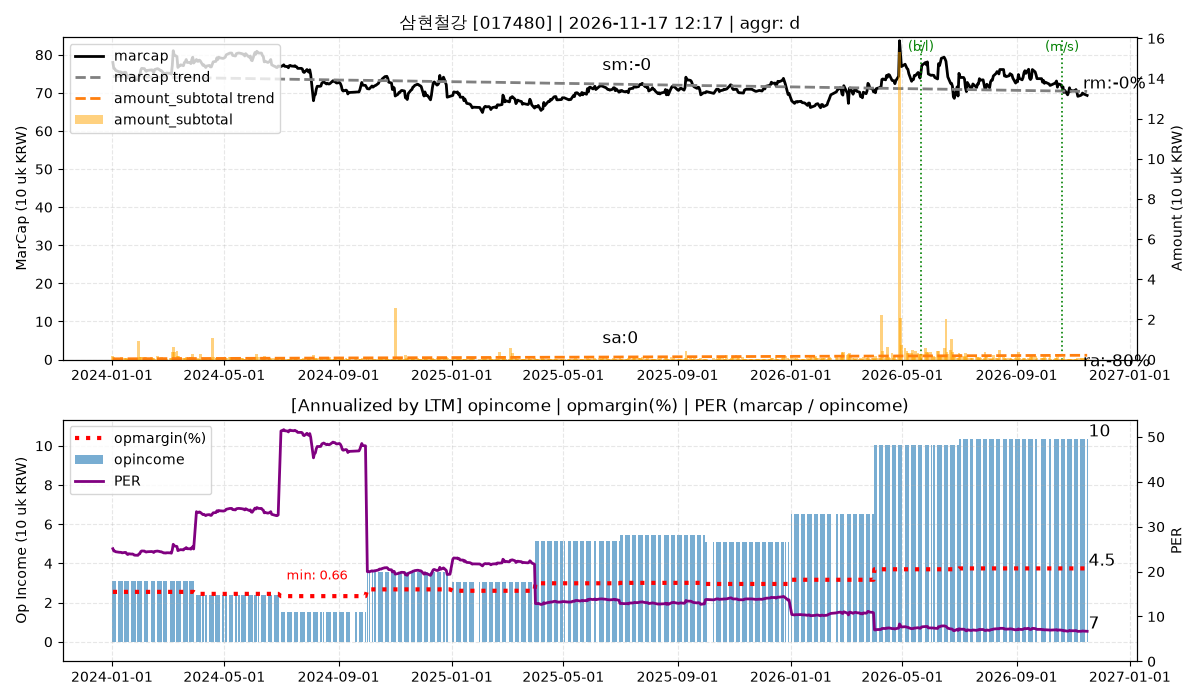 삼현철강 [017480] | 2026-11-17 12:17 | aggr: d
marcap
marcap trend
amount_subtotal trend
amount_subtotal
sm:-0
(b/l)
(m/s)
rm:-0%
sa:0
ra:-80%
MarCap (10 uk KRW)
80
70
60
50
40
30
20
10
0
Amount (10 uk KRW)
16
14
12
10
8
6
4
2
0
2024-01-01 2024-05-01 2024-09-01 2025-01-01 2025-05-01 2025-09-01 2026-01-01 2026-05-01 2026-09-01 2027-01-01
[Annualized by LTM] opincome | opmargin(%) | PER (marcap / opincome)
opmargin(%)
opincome
PER
min: 0.66
10
4.5
7
Op Income (10 uk KRW)
10
8
6
4
2
0
PER
50
40
30
20
10
0
2024-01-01 2024-05-01 2024-09-01 2025-01-01 2025-05-01 2025-09-01 2026-01-01 2026-05-01 2026-09-01 2027-01-01